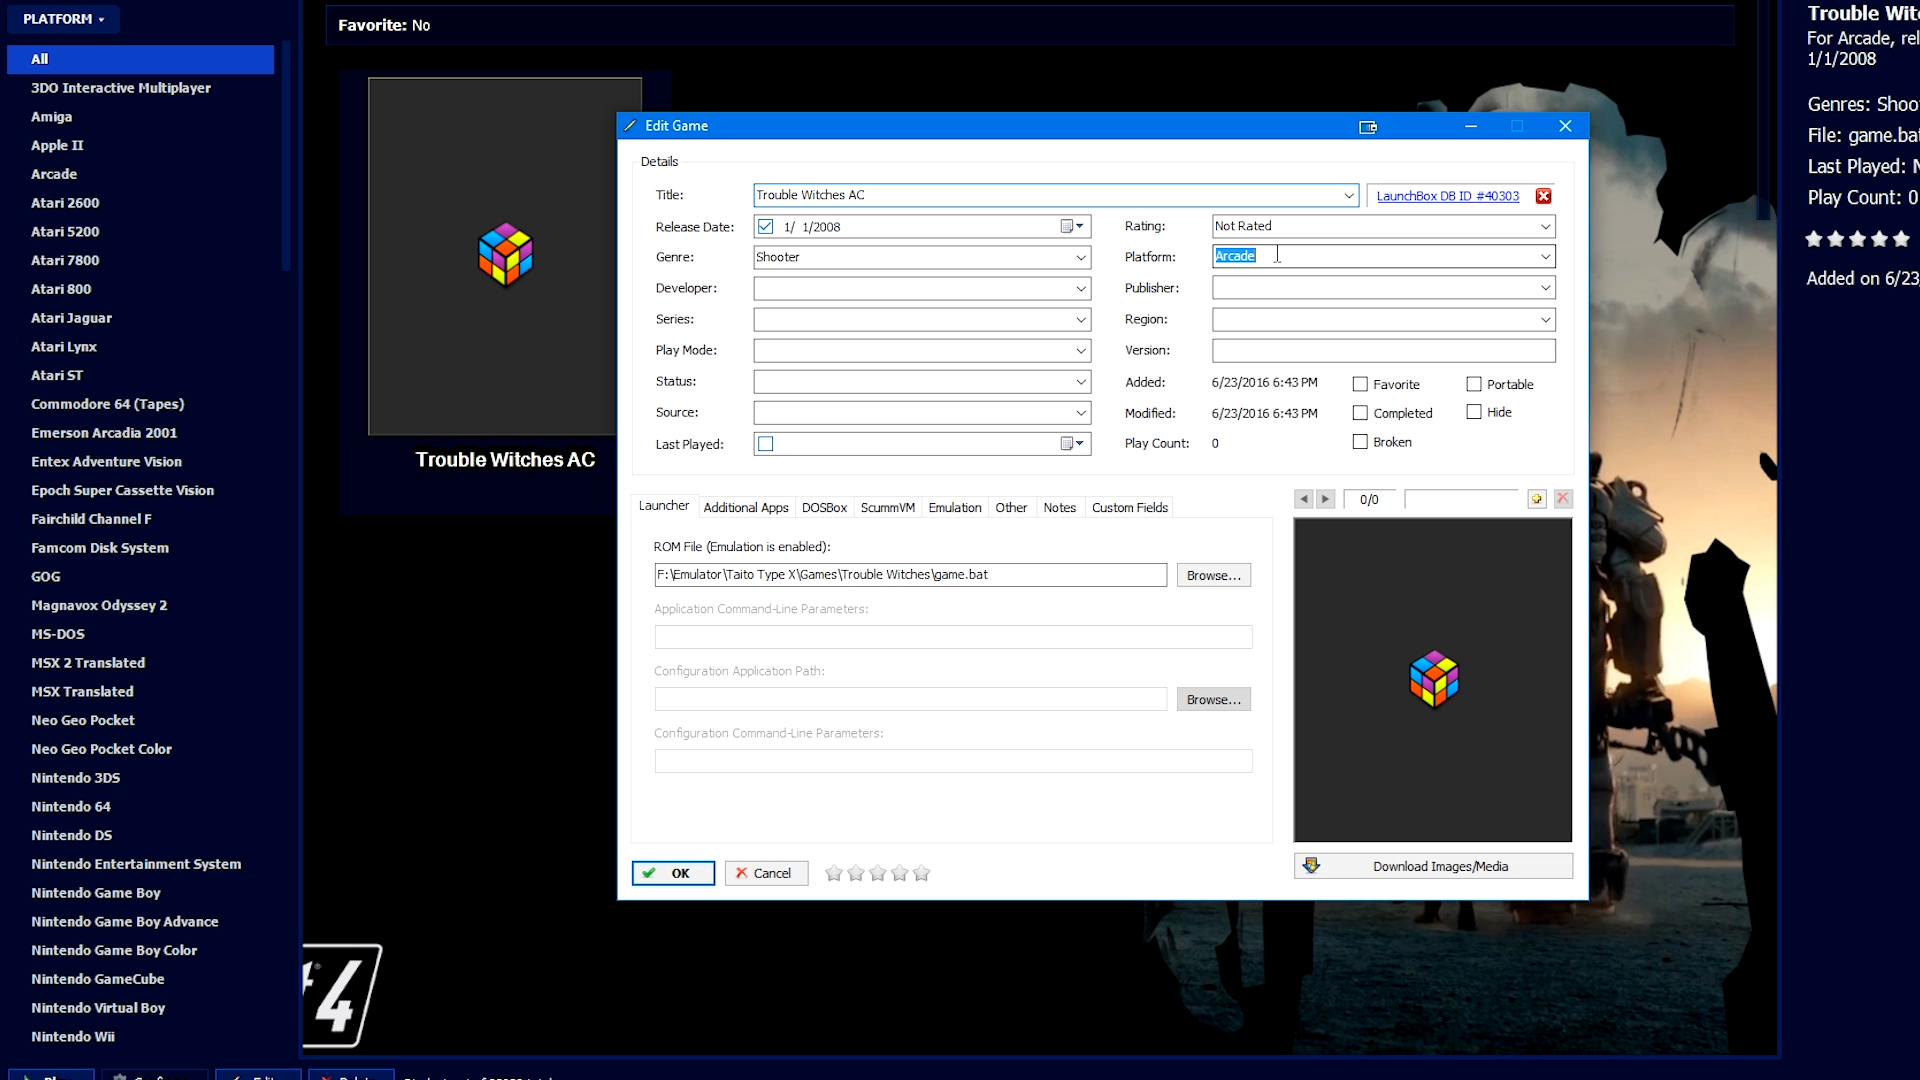 PLATFORM
All
3DO Interactive Multiplayer
Amiga
Apple II
Arcade
Atari 2600
Atari 5200
Atari 7800
Atari 800
Atari Jaguar
Atari Lynx
Atari ST
Commodore 64 (Tapes)
Emerson Arcadia 2001
Entex Adventure Vision
Epoch Super Cassette Vision
Fairchild Channel F
Famcom Disk System
GOG
Magnavox Odyssey 2
MS-DOS
MSX 2 Translated
MSX Translated
Neo Geo Pocket
Neo Geo Pocket Color
Nintendo 3DS
Nintendo 64
Nintendo DS
Nintendo Entertainment System
Nintendo Game Boy
Nintendo Game Boy Advance
Nintendo Game Boy Color
Nintendo GameCube
Nintendo Virtual Boy
Nintendo Wii
Favorite: No
Trouble Witches AC
4
Edit Game
Details
Title: Trouble Witches AC LaunchBox DB ID #40303
Release Date: 1/ 1/2008 Rating: Not Rated
Genre: Shooter Platform: Arcade
Developer: Publisher:
Series: Region:
Play Mode: Version:
Status: Added: 6/23/2016 6:43 PM Favorite Portable
Source: Modified: 6/23/2016 6:43 PM Completed Hide
Last Played: Play Count: 0 Broken
Launcher Additional Apps DOSBox ScummVM Emulation Other Notes Custom Fields
0/0
ROM File (Emulation is enabled):
F:\Emulator\Taito Type X\Games\Trouble Witches\game.bat Browse...
Application Command-Line Parameters:
Configuration Application Path:
Browse...
Configuration Command-Line Parameters:
OK Cancel
Download Images/Media
Trouble Wit
For Arcade, rel
1/1/2008
Genres: Shoo
File: game.ba
Last Played:
Play Count: 0
Added on 6/23